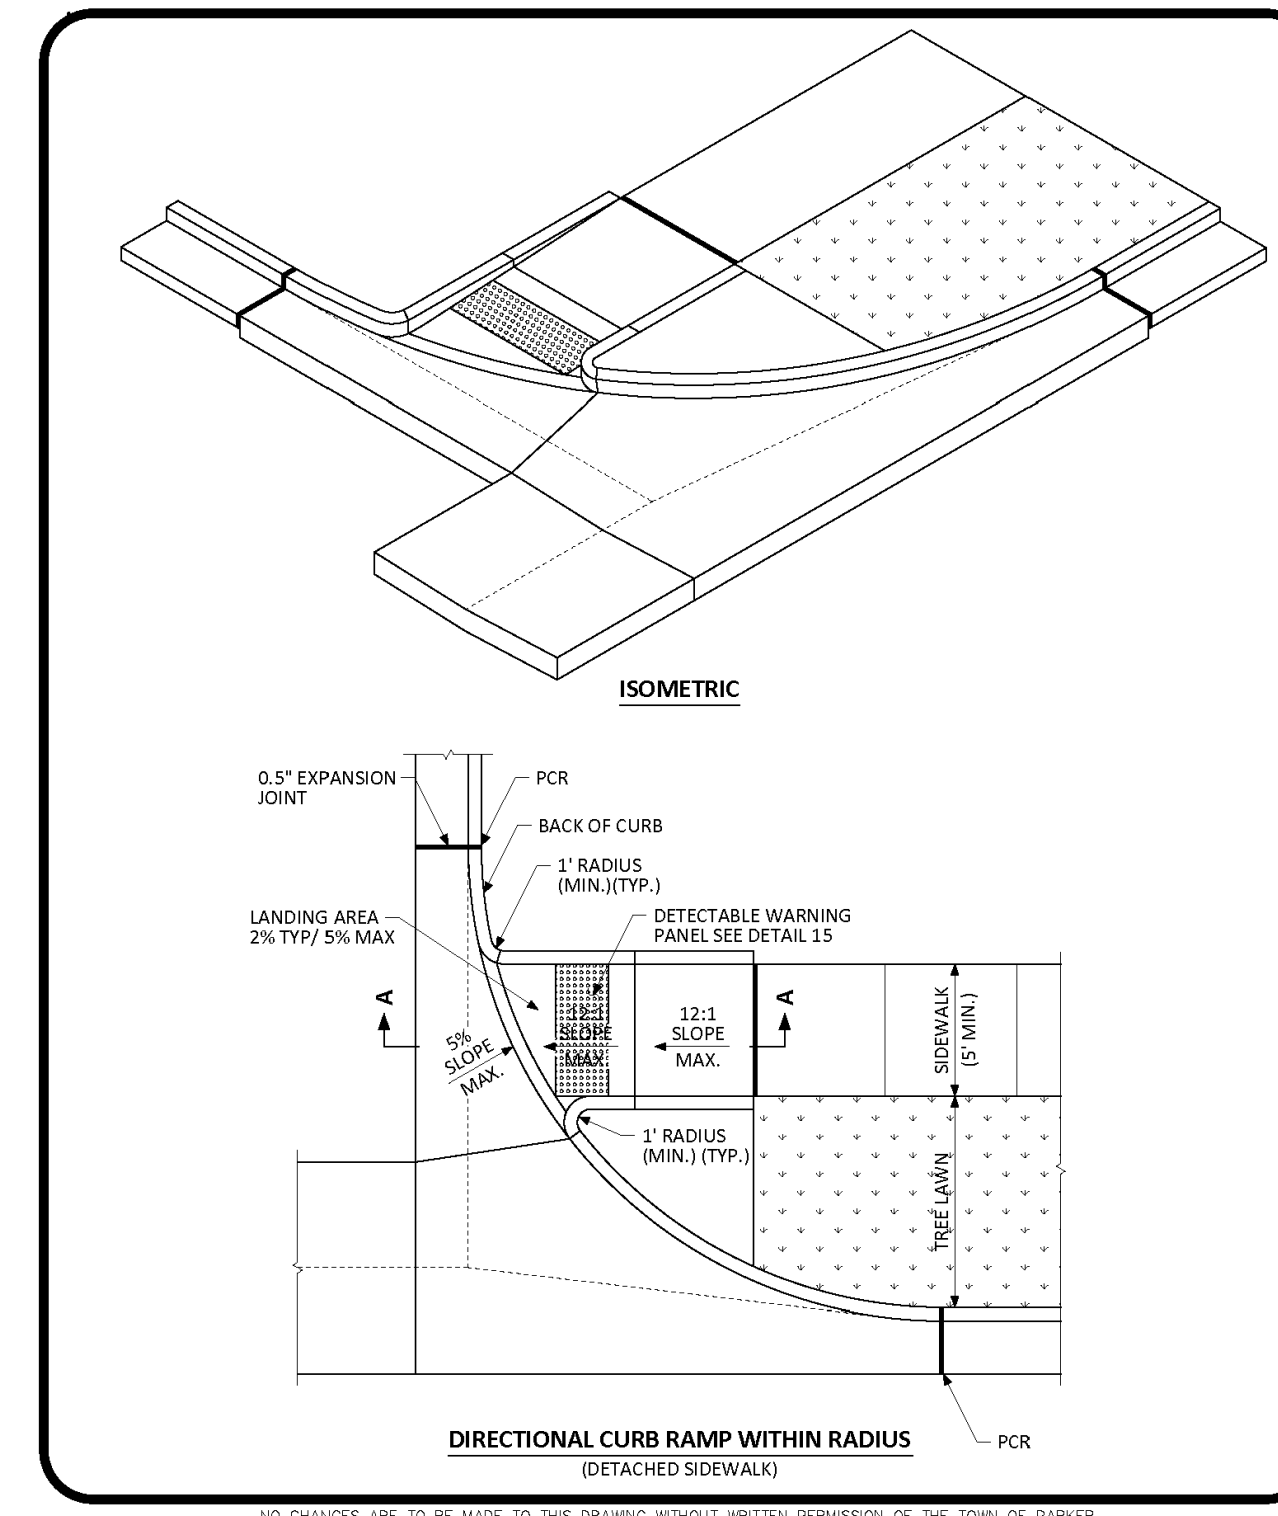 ISOMETRIC
0.5" EXPANSION
JOINT
PCR
BACK OF CURB
1' RADIUS
(MIN.)(TYP.)
LANDING AREA
2% TYP/ 5% MAX
DETECTABLE WARNING
PANEL SEE DETAIL 15
A
A
5%
SLOPE
MAX.
12:1
SLOPE
MAX.
12:1
SLOPE
MAX.
SIDEWALK
(5' MIN.)
1' RADIUS
(MIN.) (TYP.)
TREE LAWN
DIRECTIONAL CURB RAMP WITHIN RADIUS
(DETACHED SIDEWALK)
PCR
NO CHANGES ARE TO BE MADE TO THIS DRAWING WITHOUT WRITTEN PERMISSION OF THE TOWN OF PARKER